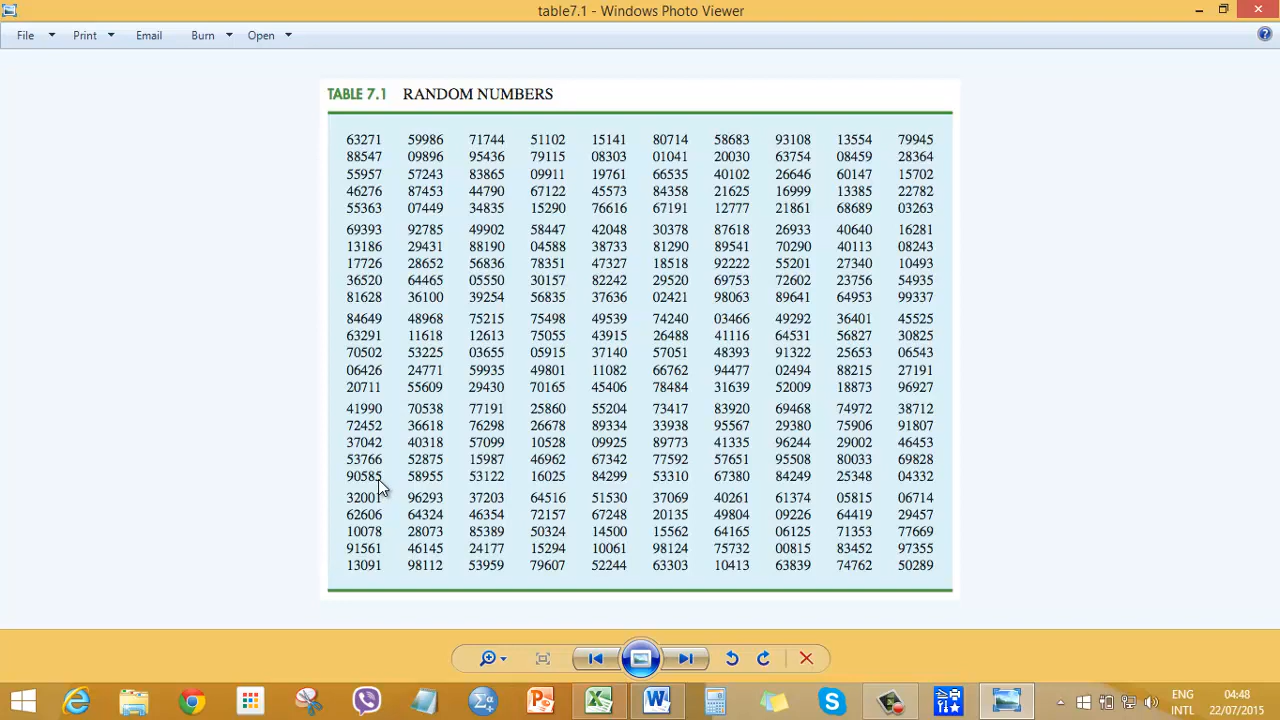 table7.1 - Windows Photo Viewer
File Print Email Burn Open
TABLE 7.1 RANDOM NUMBERS
63271 59986 71744 51102 15141 80714 58683 93108 13554 79945
88547 09896 95436 79115 08303 01041 20030 63754 08459 28364
55957 57243 83865 09911 19761 66535 40102 26646 60147 15702
46276 87453 44790 67122 45573 84358 21625 16999 13385 22782
55363 07449 34835 15290 76616 67191 12777 21861 68689 03263
69393 92785 49902 58447 42048 30378 87618 26933 40640 16281
13186 29431 88190 04588 38733 81290 89541 70290 40113 08243
17726 28652 56836 78351 47327 18518 92222 55201 27340 10493
36520 64465 05550 30157 82242 29520 69753 72602 23756 54935
81628 36100 39254 56835 37636 02421 98063 89641 64953 99337
84649 48968 75215 75498 49539 74240 03466 49292 36401 45525
63291 11618 12613 75055 43915 26488 41116 64531 56827 30825
70502 53225 03655 05915 37140 57051 48393 91322 25653 06543
06426 24771 59935 49801 11082 66762 94477 02494 88215 27191
20711 55609 29430 70165 45406 78484 31639 52009 18873 96927
41990 70538 77191 25860 55204 73417 83920 69468 74972 38712
72452 36618 76298 26678 89334 33938 95567 29380 75906 91807
37042 40318 57099 10528 09925 89773 41335 96244 29002 46453
53766 52875 15987 46962 67342 77592 57651 95508 80033 69828
90585 58955 53122 16025 84299 53310 67380 84249 25348 04332
32001 96293 37203 64516 51530 37069 40261 61374 05815 06714
62606 64324 46354 72157 67248 20135 49804 09226 64419 29457
10078 28073 85389 50324 14500 15562 64165 06125 71353 77669
91561 46145 24177 15294 10061 98124 75732 00815 83452 97355
13091 98112 53959 79607 52244 63303 10413 63839 74762 50289
ENG 04:48
INTL 22/07/2015